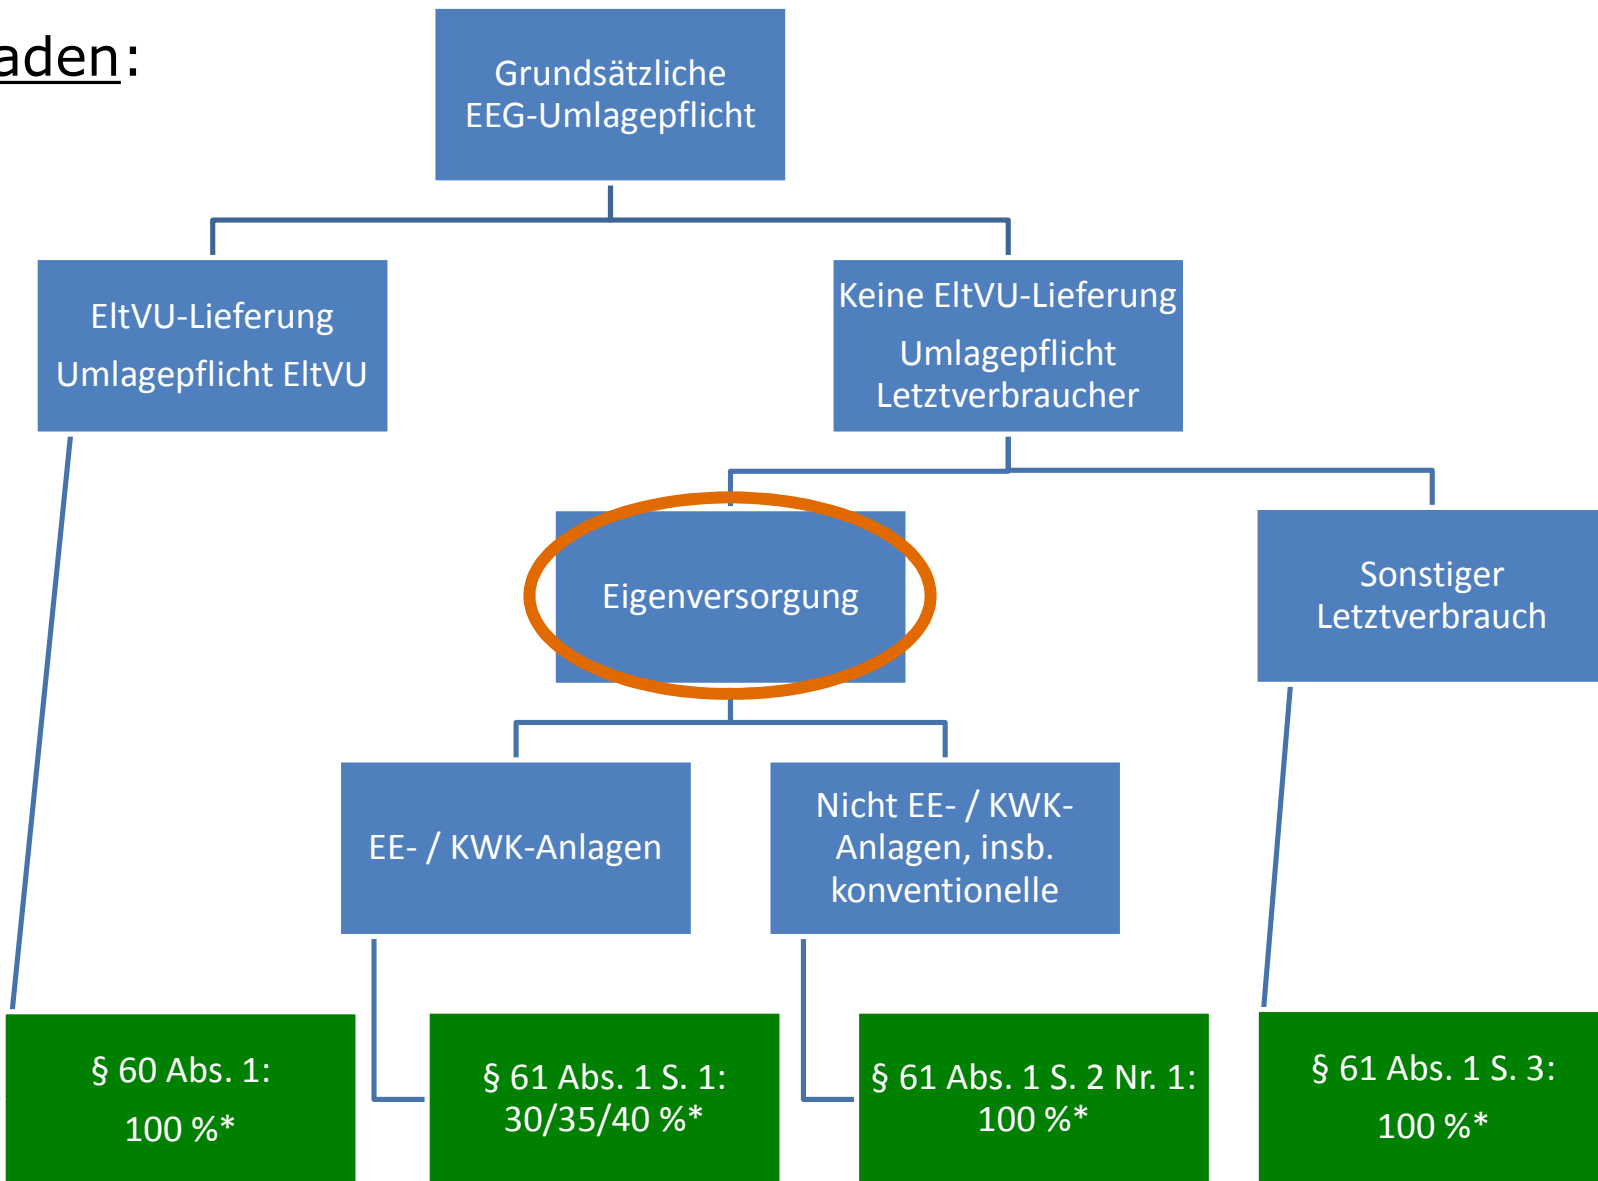 aden:
Grundsätzliche
EEG-Umlagepflicht
EltVU-Lieferung
Umlagepflicht EltVU
Keine EltVU-Lieferung
Umlagepflicht
Letztverbraucher
Eigenversorgung
Sonstiger
Letztverbrauch
EE- / KWK-Anlagen
Nicht EE- / KWK-
Anlagen, insb.
konventionelle
§ 60 Abs. 1:
100 %*
§ 61 Abs. 1 S. 1:
30/35/40 %*
§ 61 Abs. 1 S. 2 Nr. 1:
100 %*
§ 61 Abs. 1 S. 3:
100 %*